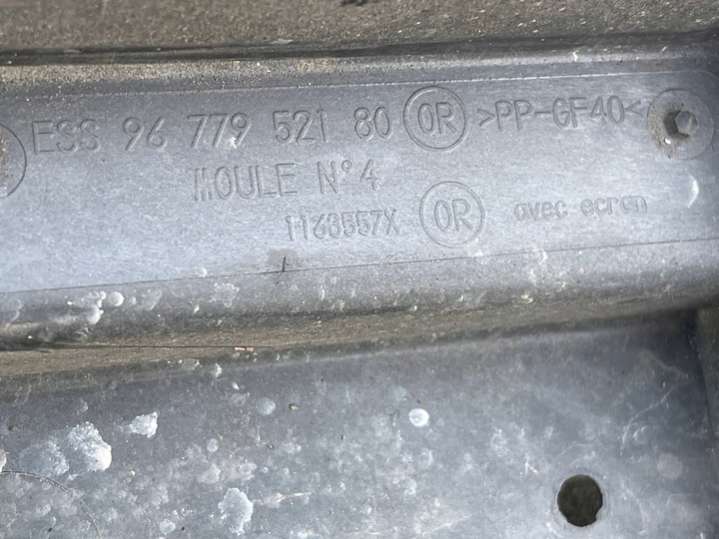 ESS 96 779 521 80 OR >PP-GF40<
MOULE N°4
1163557X OR avec ecran